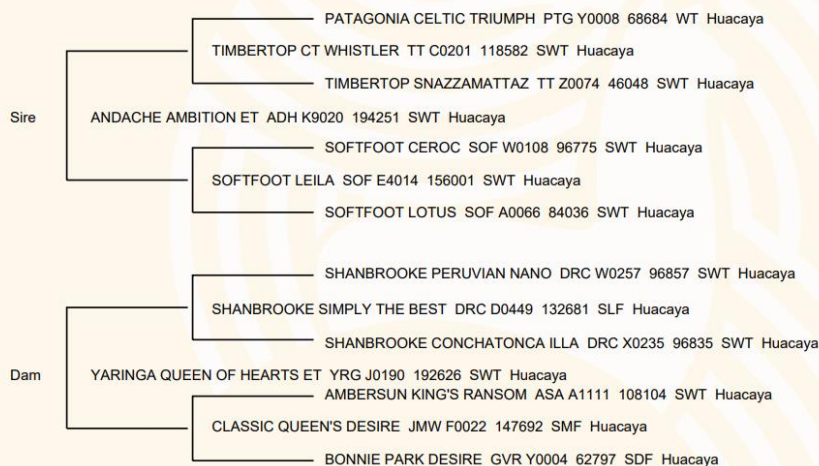 PATAGONIA CELTIC TRIUMPH PTG Y0008 68684 WT Huacaya
TIMBERTOP CT WHISTLER TT C0201 118582 SWT Huacaya
TIMBERTOP SNAZZAMATTAZ TT Z0074 46048 SWT Huacaya
Sire ANDACHE AMBITION ET ADH K9020 194251 SWT Huacaya
SOFTFOOT CEROC SOF W0108 96775 SWT Huacaya
SOFTFOOT LEILA SOF E4014 156001 SWT Huacaya
SOFTFOOT LOTUS SOF A0066 84036 SWT Huacaya
SHANBROOKE PERUVIAN NANO DRC W0257 96857 SWT Huacaya
SHANBROOKE SIMPLY THE BEST DRC D0449 132681 SLF Huacaya
SHANBROOKE CONCHATONCA ILLA DRC X0235 96835 SWT Huacaya
Dam YARINGA QUEEN OF HEARTS ET YRG J0190 192626 SWT Huacaya
AMBERSUN KING'S RANSOM ASA A1111 108104 SWT Huacaya
CLASSIC QUEEN'S DESIRE JMW F0022 147692 SMF Huacaya
BONNIE PARK DESIRE GVR Y0004 62797 SDF Huacaya